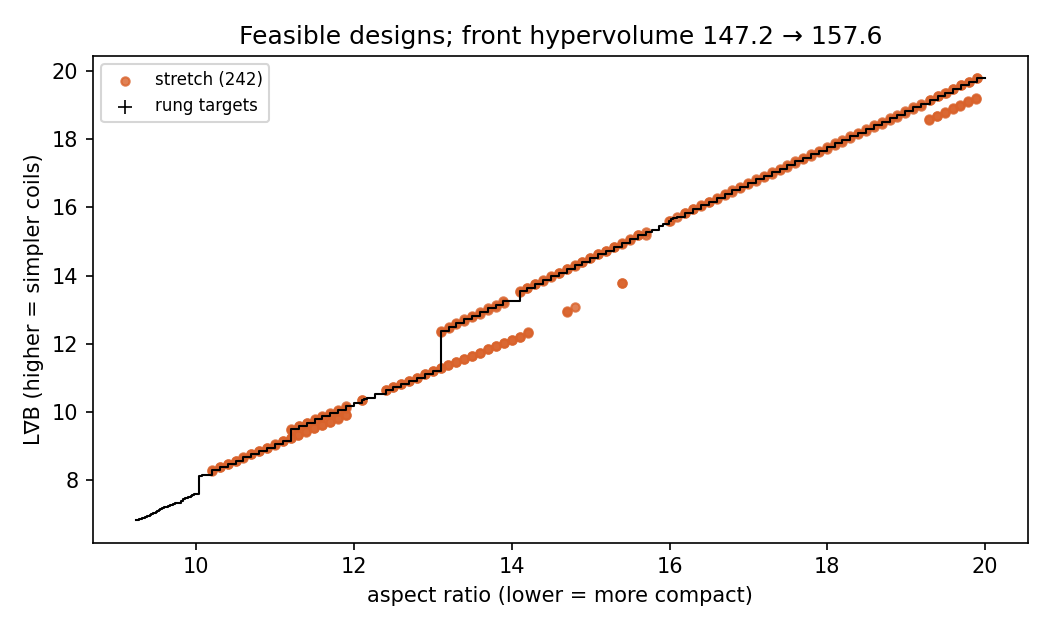 Feasible designs; front hypervolume 147.2 → 157.6
stretch (242)
rung targets
L∇B (higher = simpler coils)
20
18
16
14
12
10
8
10 12 14 16 18 20
aspect ratio (lower = more compact)